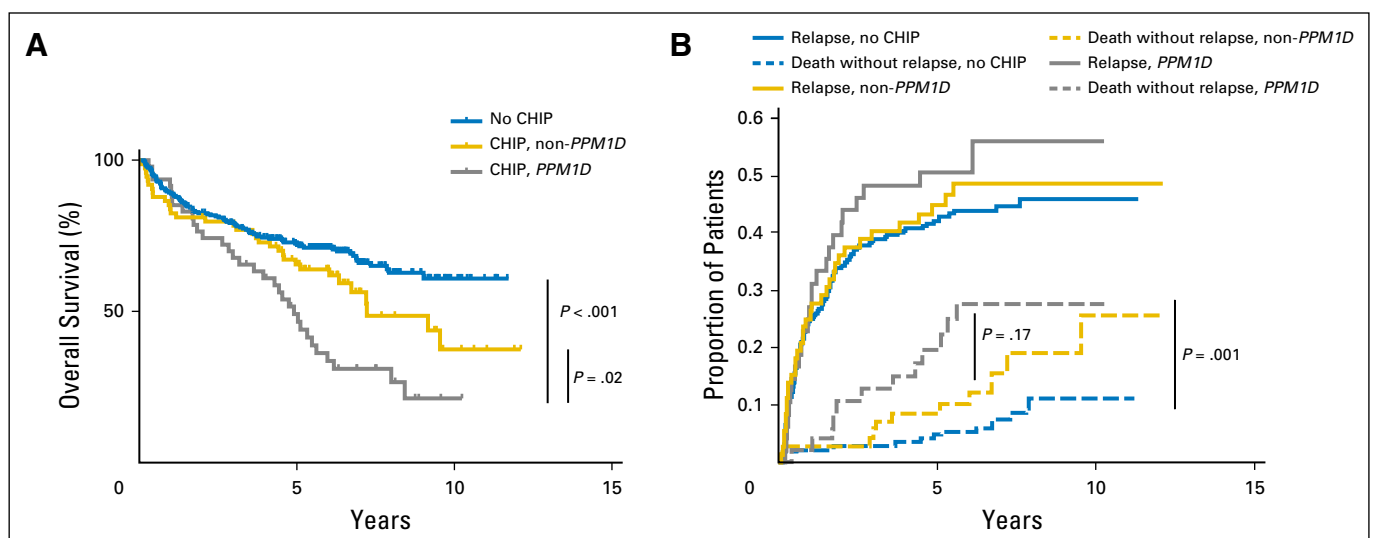 A
No CHIP
CHIP, non-PPM1D
CHIP, PPM1D
Overall Survival (%)
100
50
P < .001
P = .02
0
5
10
15
Years
B
Relapse, no CHIP
Death without relapse, no CHIP
Relapse, non-PPM1D
Death without relapse, non-PPM1D
Relapse, PPM1D
Death without relapse, PPM1D
Proportion of Patients
0.6
0.5
0.4
0.3
0.2
0.1
P = .17
P = .001
0
5
10
15
Years